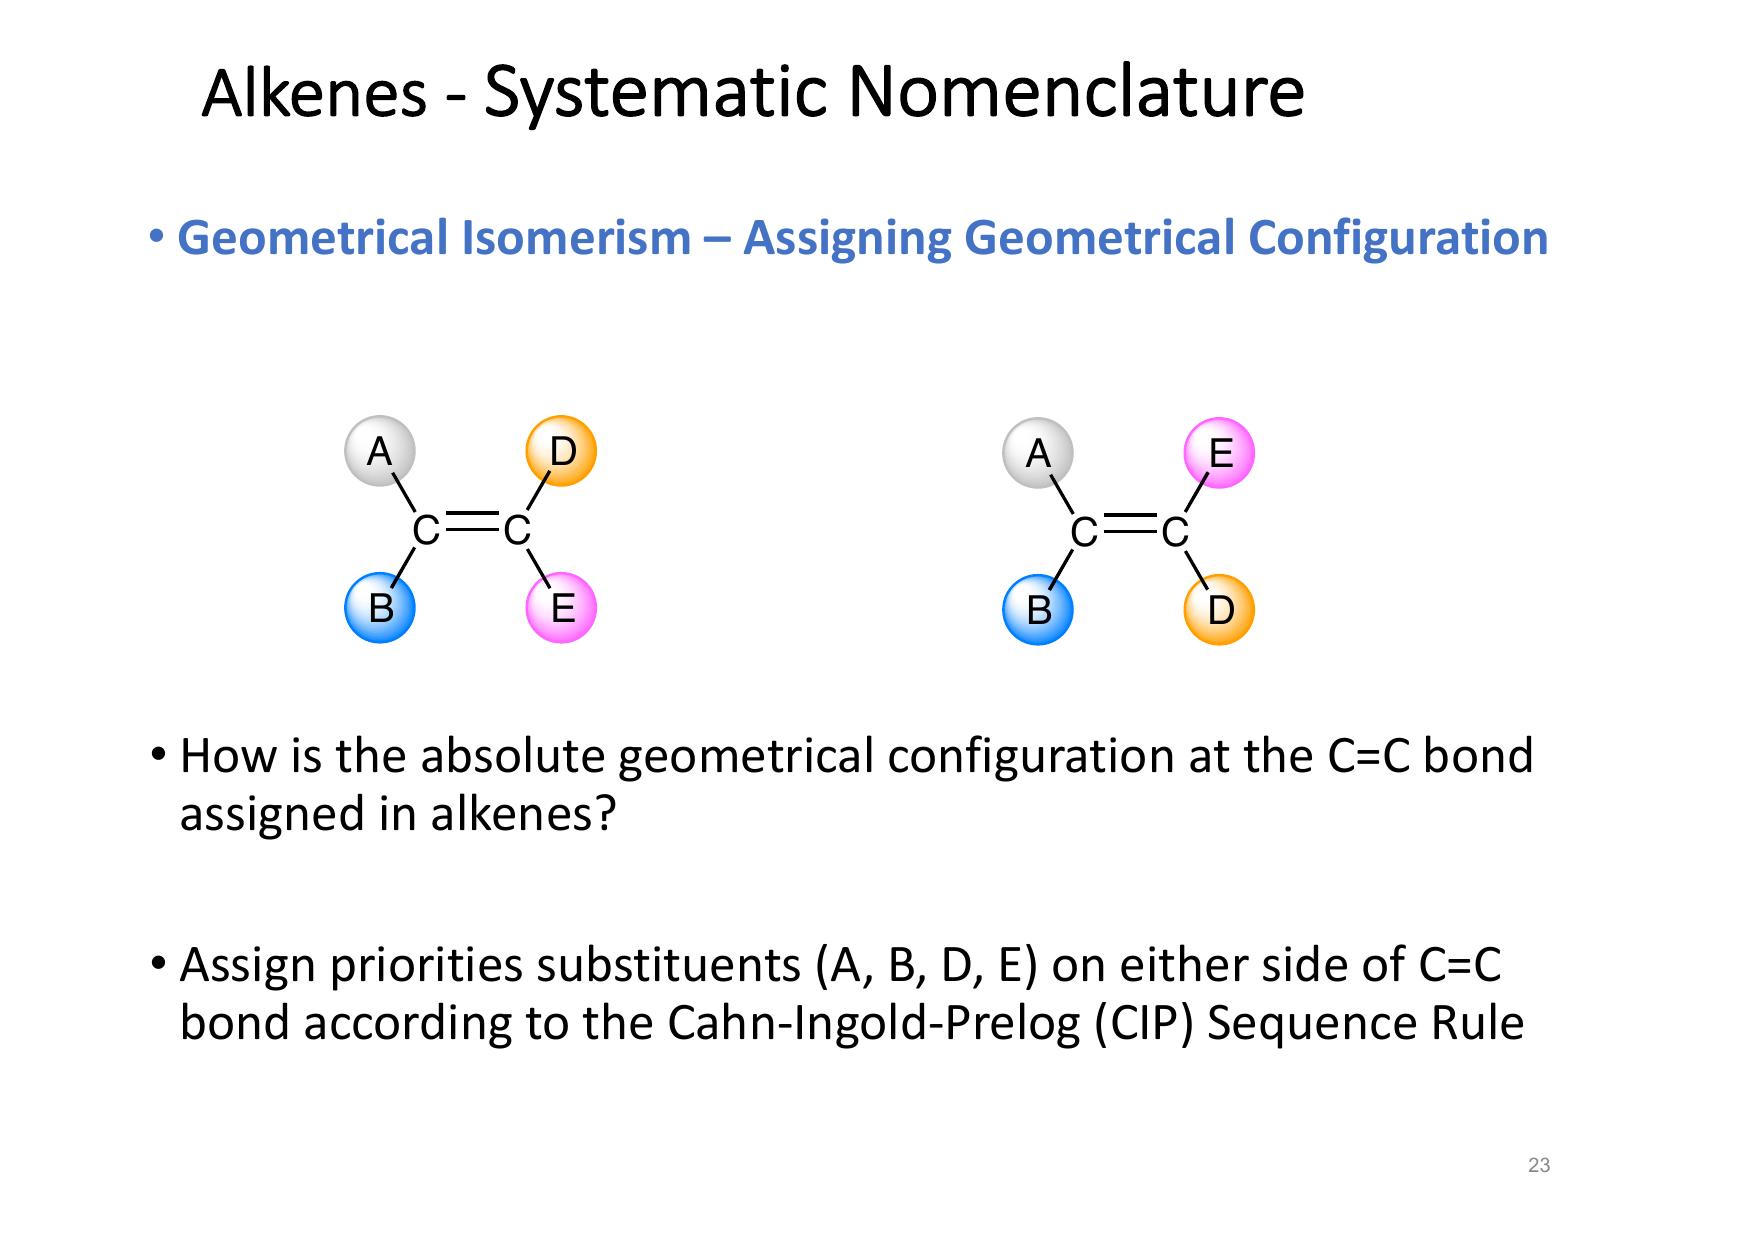 Alkenes - Systematic Nomenclature
• Geometrical Isomerism – Assigning Geometrical Configuration
A D
C C
B E
A E
C C
B D
• How is the absolute geometrical configuration at the C=C bond
assigned in alkenes?
• Assign priorities substituents (A, B, D, E) on either side of C=C
bond according to the Cahn-Ingold-Prelog (CIP) Sequence Rule
23